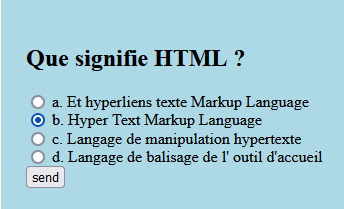 Que signifie HTML ?
a. Et hyperliens texte Markup Language
b. Hyper Text Markup Language
c. Langage de manipulation hypertexte
d. Langage de balisage de l' outil d'accueil
send